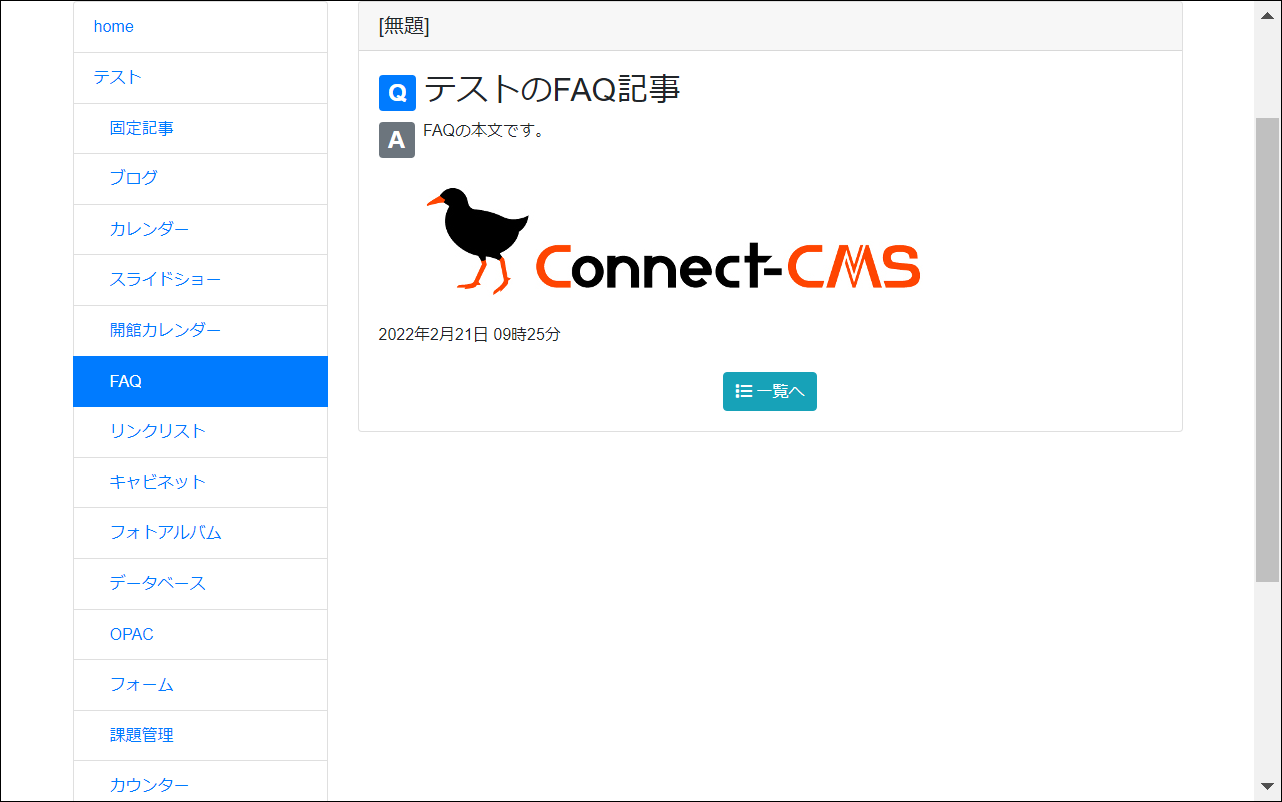 home
テスト
固定記事
ブログ
カレンダー
スライドショー
開館カレンダー
FAQ
リンクリスト
キャビネット
フォトアルバム
データベース
OPAC
フォーム
課題管理
カウンター
[無題]
Q テストのFAQ記事
A FAQの本文です。
Connect-CMS
2022年2月21日 09時25分
一覧へ